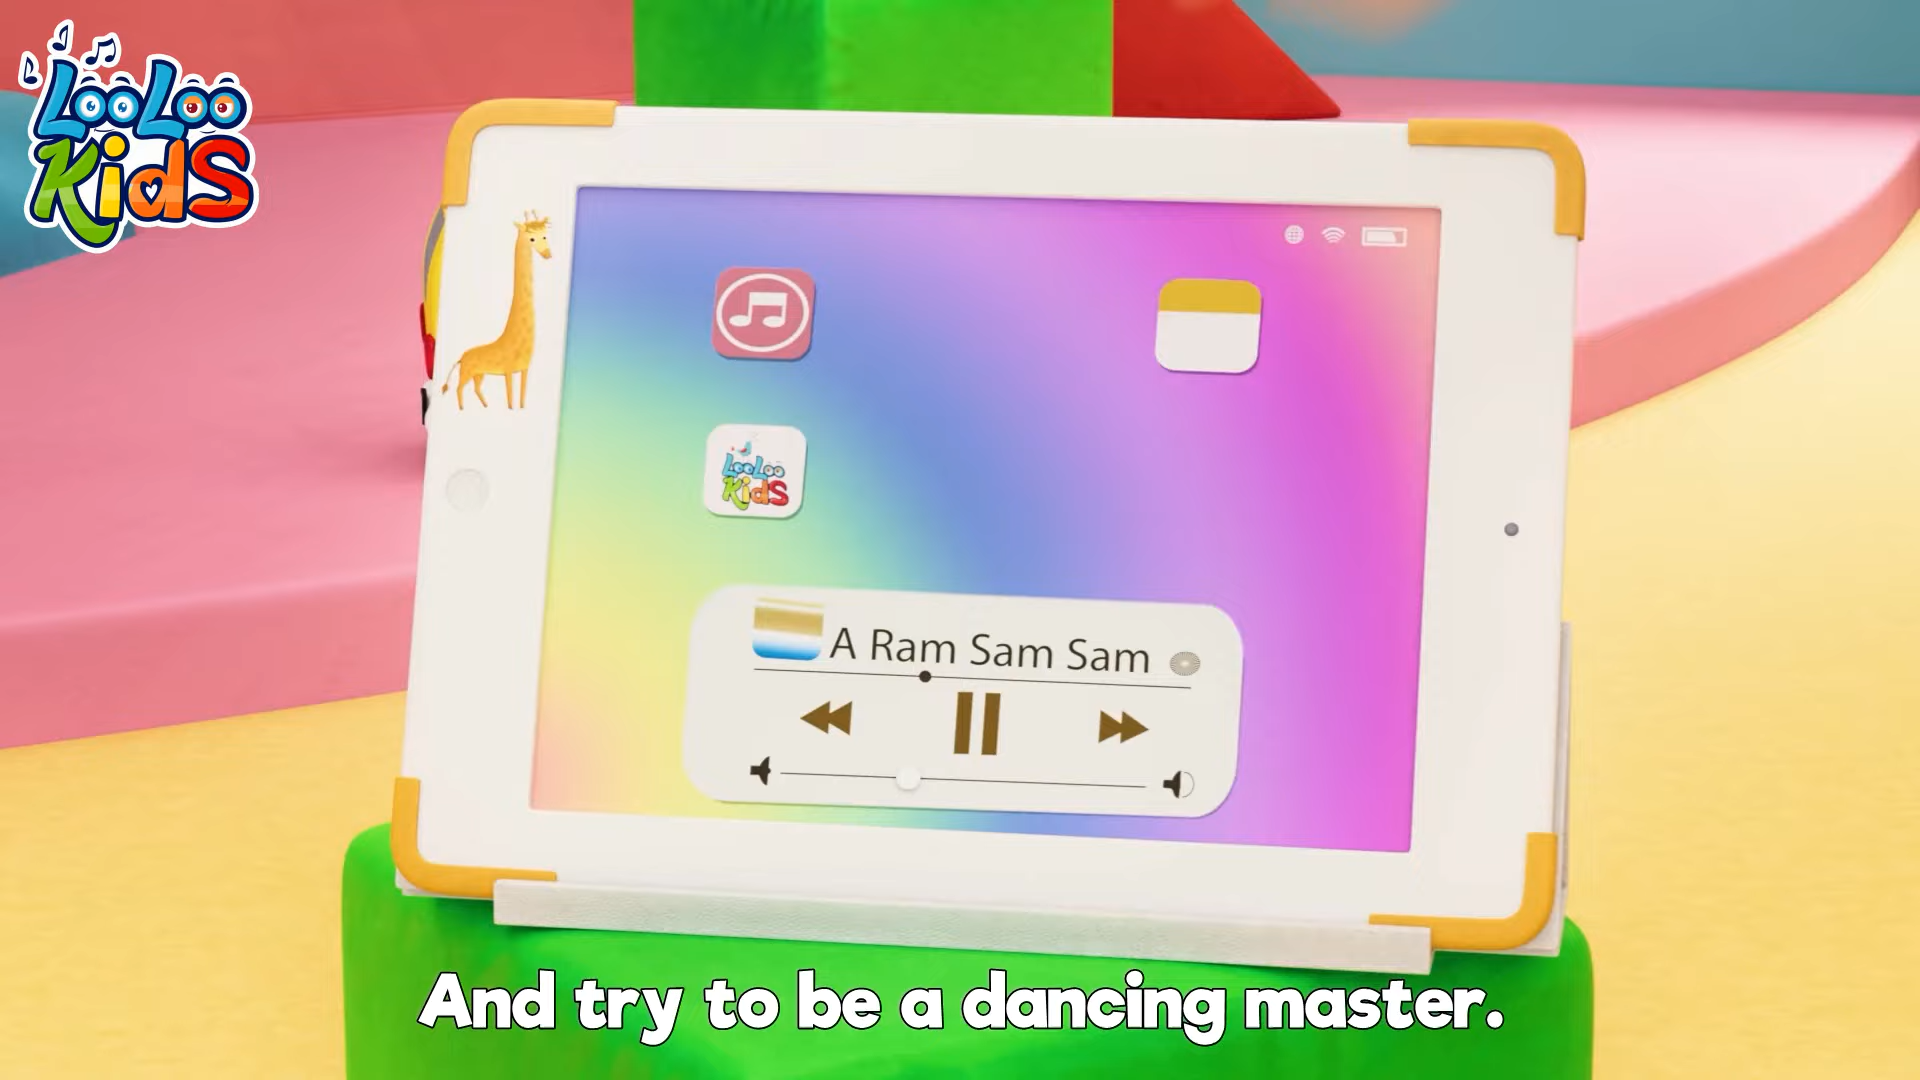 LooLoo
Kids
LooLoo
Kids
A Ram Sam Sam
And try to be a dancing master.